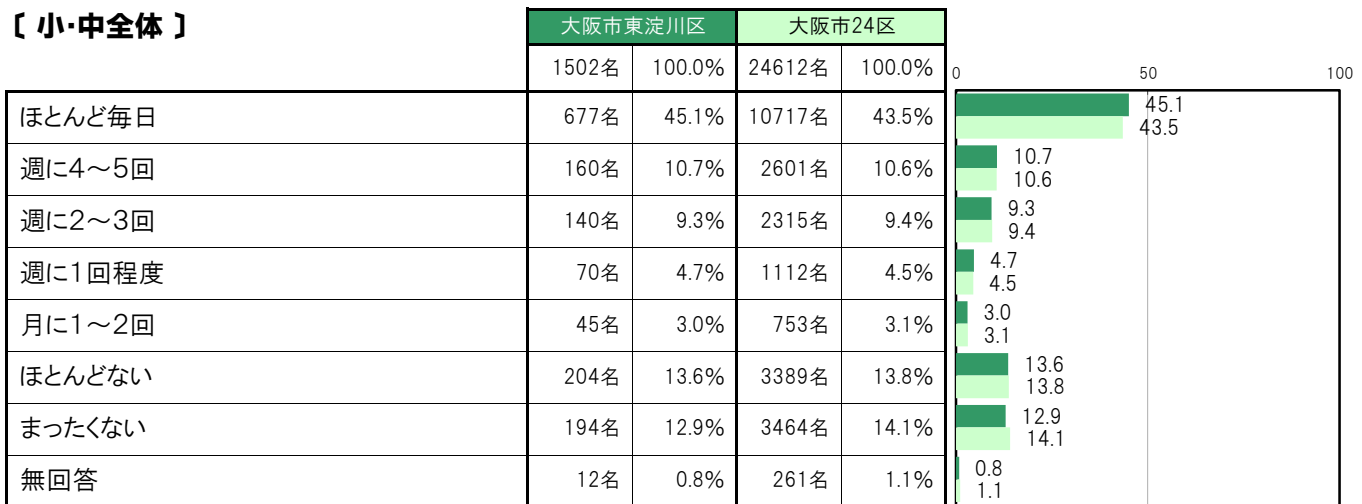 〔 小・中全体 〕
大阪市東淀川区 大阪市24区
1502名 100.0% 24612名 100.0%
0 50 100
ほとんど毎日 677名 45.1% 10717名 43.5% 45.1
43.5
週に4～5回 160名 10.7% 2601名 10.6% 10.7
10.6
週に2～3回 140名 9.3% 2315名 9.4% 9.3
9.4
週に1回程度 70名 4.7% 1112名 4.5% 4.7
4.5
月に1～2回 45名 3.0% 753名 3.1% 3.0
3.1
ほとんどない 204名 13.6% 3389名 13.8% 13.6
13.8
まったくない 194名 12.9% 3464名 14.1% 12.9
14.1
無回答 12名 0.8% 261名 1.1% 0.8
1.1